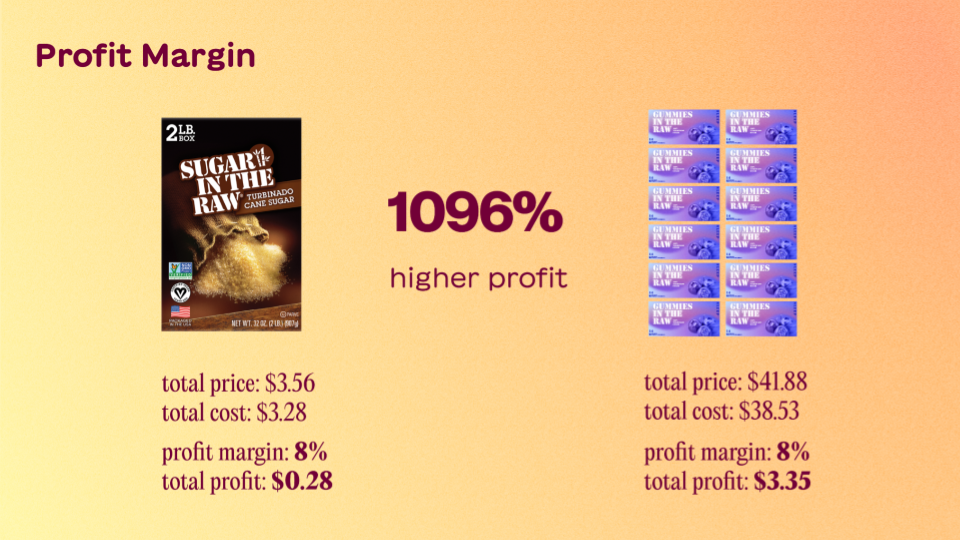 Profit Margin
2 LB. BOX
SUGAR
IN THE
RAW®
TURBINADO
CANE SUGAR
NET WT. 32 OZ. (2 LB.) (907g)
1096%
higher profit
GUMMIES IN THE RAW
GUMMIES IN THE RAW
GUMMIES IN THE RAW
GUMMIES IN THE RAW
GUMMIES IN THE RAW
GUMMIES IN THE RAW
GUMMIES IN THE RAW
GUMMIES IN THE RAW
GUMMIES IN THE RAW
GUMMIES IN THE RAW
GUMMIES IN THE RAW
GUMMIES IN THE RAW
total price: $3.56
total cost: $3.28
profit margin: 8%
total profit: $0.28
total price: $41.88
total cost: $38.53
profit margin: 8%
total profit: $3.35